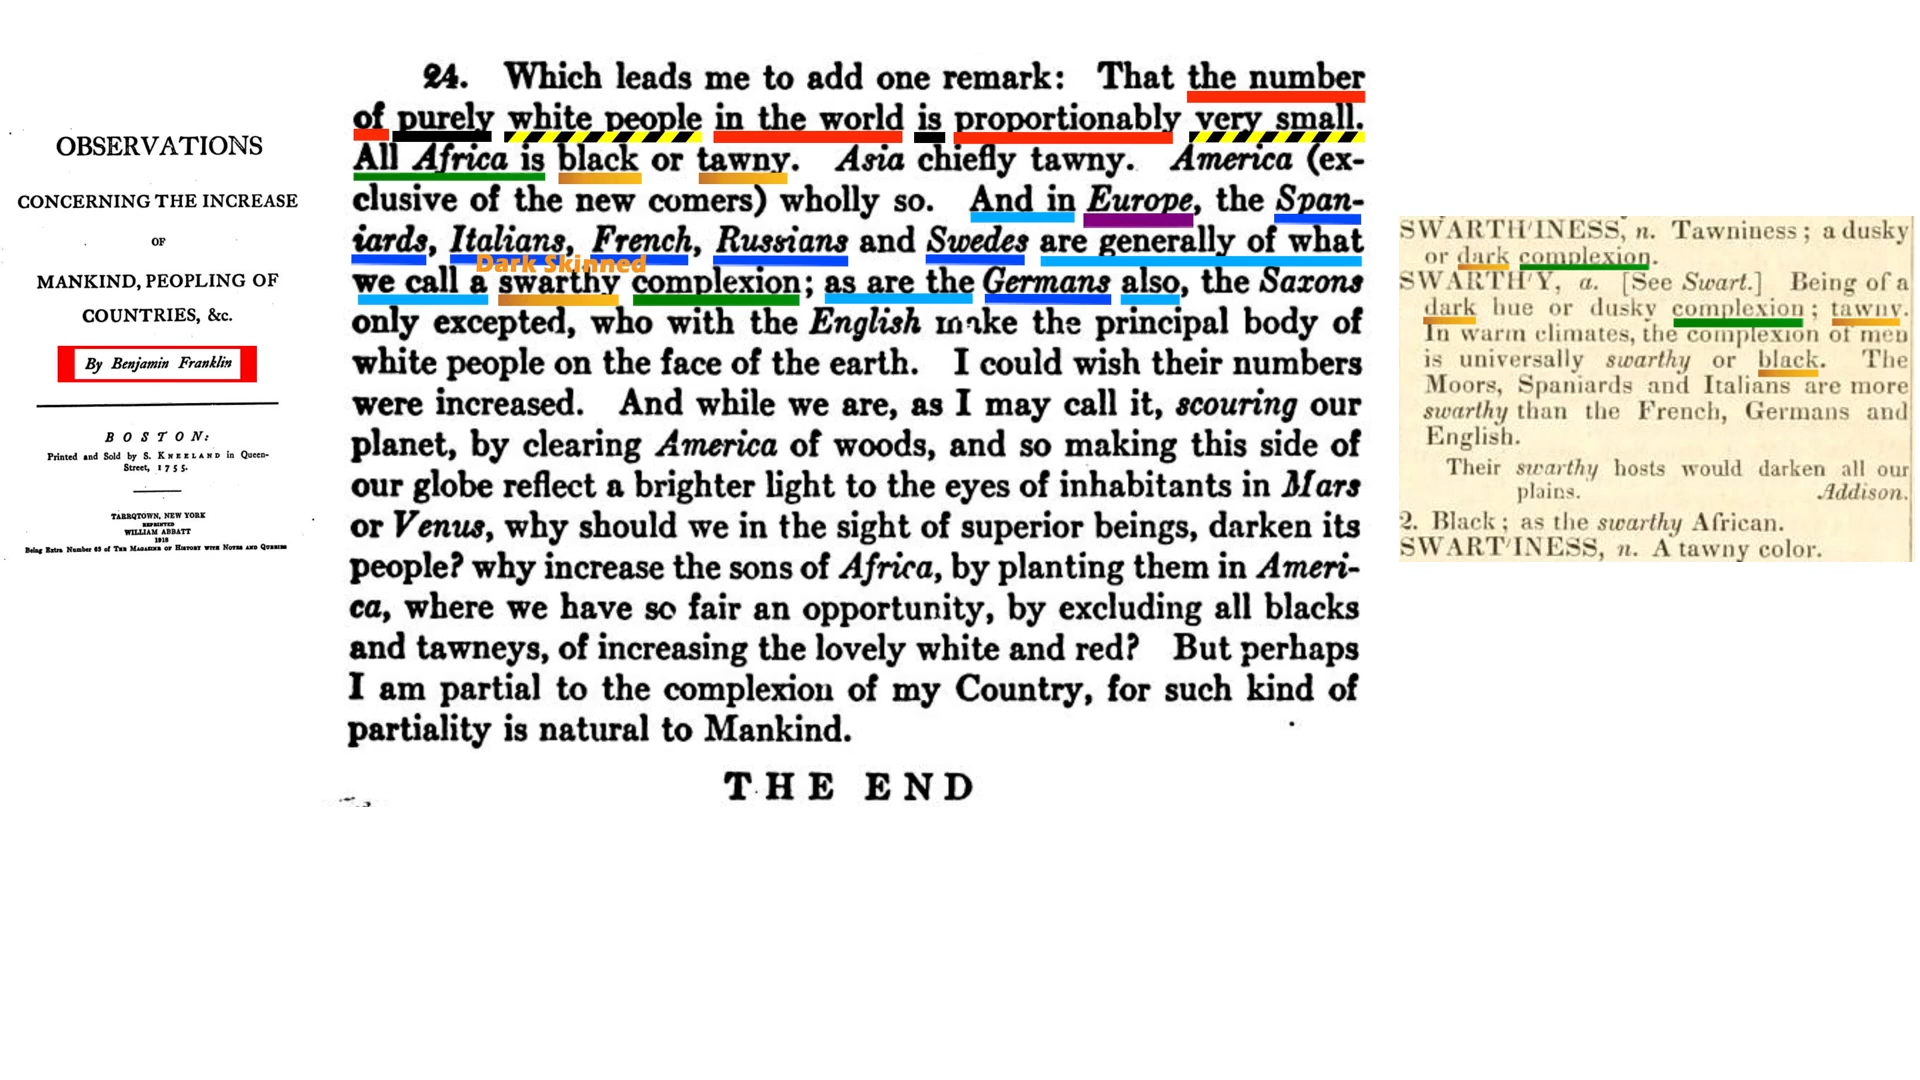 OBSERVATIONS
CONCERNING THE INCREASE
OF
MANKIND, PEOPLING OF
COUNTRIES, &c.
By Benjamin Franklin
BOSTON:
Printed and Sold by S. KNEELAND in Queen-
Street, 1755.
TARRQTOWN, NEW YORK
REPRINTED
WILLIAM ABBATT
1918
Being Extra Number 63 of THE MAGAZINE OF HISTORY WITH NOTES AND QUERIES
24. Which leads me to add one remark: That the number
of purely white people in the world is proportionably very small.
All Africa is black or tawny. Asia chiefly tawny. America (ex-
clusive of the new comers) wholly so. And in Europe, the Span-
iards, Italians, French, Russians and Swedes are generally of what
Dark Skinned
we call a swarthy complexion; as are the Germans also, the Saxons
only excepted, who with the English make the principal body of
white people on the face of the earth. I could wish their numbers
were increased. And while we are, as I may call it, scouring our
planet, by clearing America of woods, and so making this side of
our globe reflect a brighter light to the eyes of inhabitants in Mars
or Venus, why should we in the sight of superior beings, darken its
people? why increase the sons of Africa, by planting them in Ameri-
ca, where we have so fair an opportunity, by excluding all blacks
and tawneys, of increasing the lovely white and red? But perhaps
I am partial to the complexion of my Country, for such kind of
partiality is natural to Mankind.
THE END
SWARTH'INESS, n. Tawniness; a dusky
or dark complexion.
SWARTH'Y, a. [See Swart.] Being of a
dark hue or dusky complexion; tawny.
In warm climates, the complexion of men
is universally swarthy or black. The
Moors, Spaniards and Italians are more
swarthy than the French, Germans and
English.
Their swarthy hosts would darken all our
plains. Addison.
2. Black; as the swarthy African.
SWART'INESS, n. A tawny color.